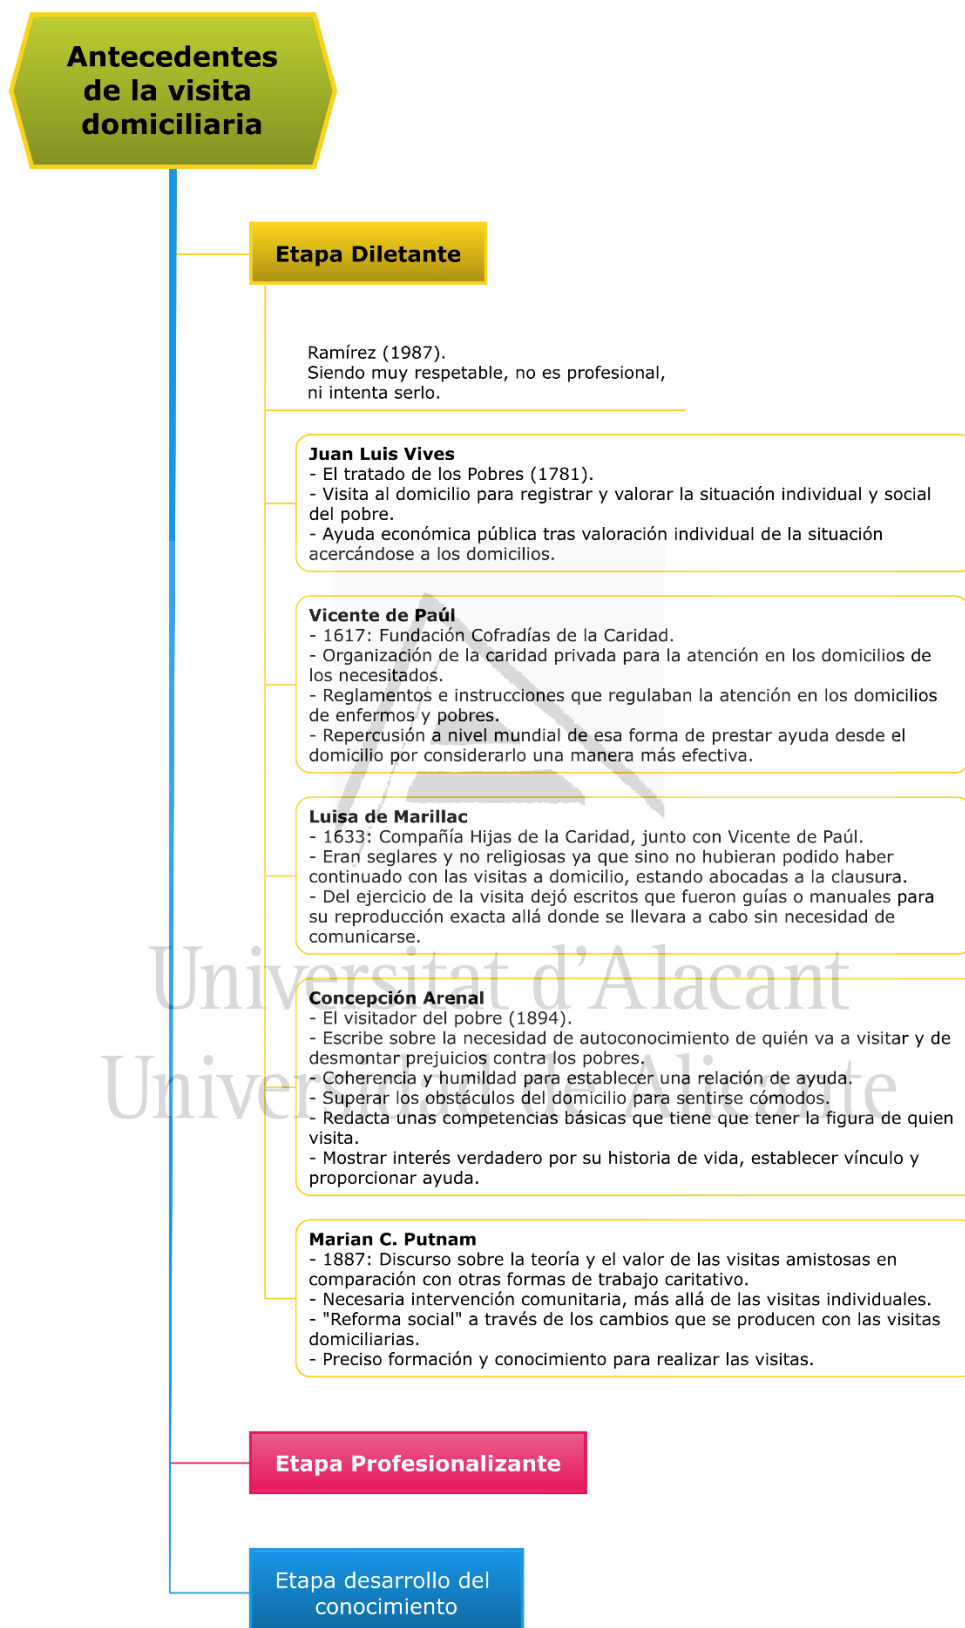 Antecedentes
de la visita
domiciliaria
Etapa Diletante
Ramírez (1987).
Siendo muy respetable, no es profesional,
ni intenta serlo.
Juan Luis Vives
- El tratado de los Pobres (1781).
- Visita al domicilio para registrar y valorar la situación individual y social
del pobre.
- Ayuda económica pública tras valoración individual de la situación
acercándose a los domicilios.
Vicente de Paúl
- 1617: Fundación Cofradías de la Caridad.
- Organización de la caridad privada para la atención en los domicilios de
los necesitados.
- Reglamentos e instrucciones que regulaban la atención en los domicilios
de enfermos y pobres.
- Repercusión a nivel mundial de esa forma de prestar ayuda desde el
domicilio por considerarlo una manera más efectiva.
Luisa de Marillac
- 1633: Compañía Hijas de la Caridad, junto con Vicente de Paúl.
- Eran seglares y no religiosas ya que sino no hubieran podido haber
continuado con las visitas a domicilio, estando abocadas a la clausura.
- Del ejercicio de la visita dejó escritos que fueron guías o manuales para
su reproducción exacta allá donde se llevara a cabo sin necesidad de
comunicarse.
Universitat d'Alacant
Concepción Arenal
- El visitador del pobre (1894).
- Escribe sobre la necesidad de autoconocimiento de quién va a visitar y de
desmontar prejuicios contra los pobres.
- Coherencia y humildad para establecer una relación de ayuda.
Universidad de Alicante
- Superar los obstáculos del domicilio para sentirse cómodos.
- Redacta unas competencias básicas que tiene que tener la figura de quien
visita.
- Mostrar interés verdadero por su historia de vida, establecer vínculo y
proporcionar ayuda.
Marian C. Putnam
- 1887: Discurso sobre la teoría y el valor de las visitas amistosas en
comparación con otras formas de trabajo caritativo.
- Necesaria intervención comunitaria, más allá de las visitas individuales.
- "Reforma social" a través de los cambios que se producen con las visitas
domiciliarias.
- Preciso formación y conocimiento para realizar las visitas.
Etapa Profesionalizante
Etapa desarrollo del
conocimiento